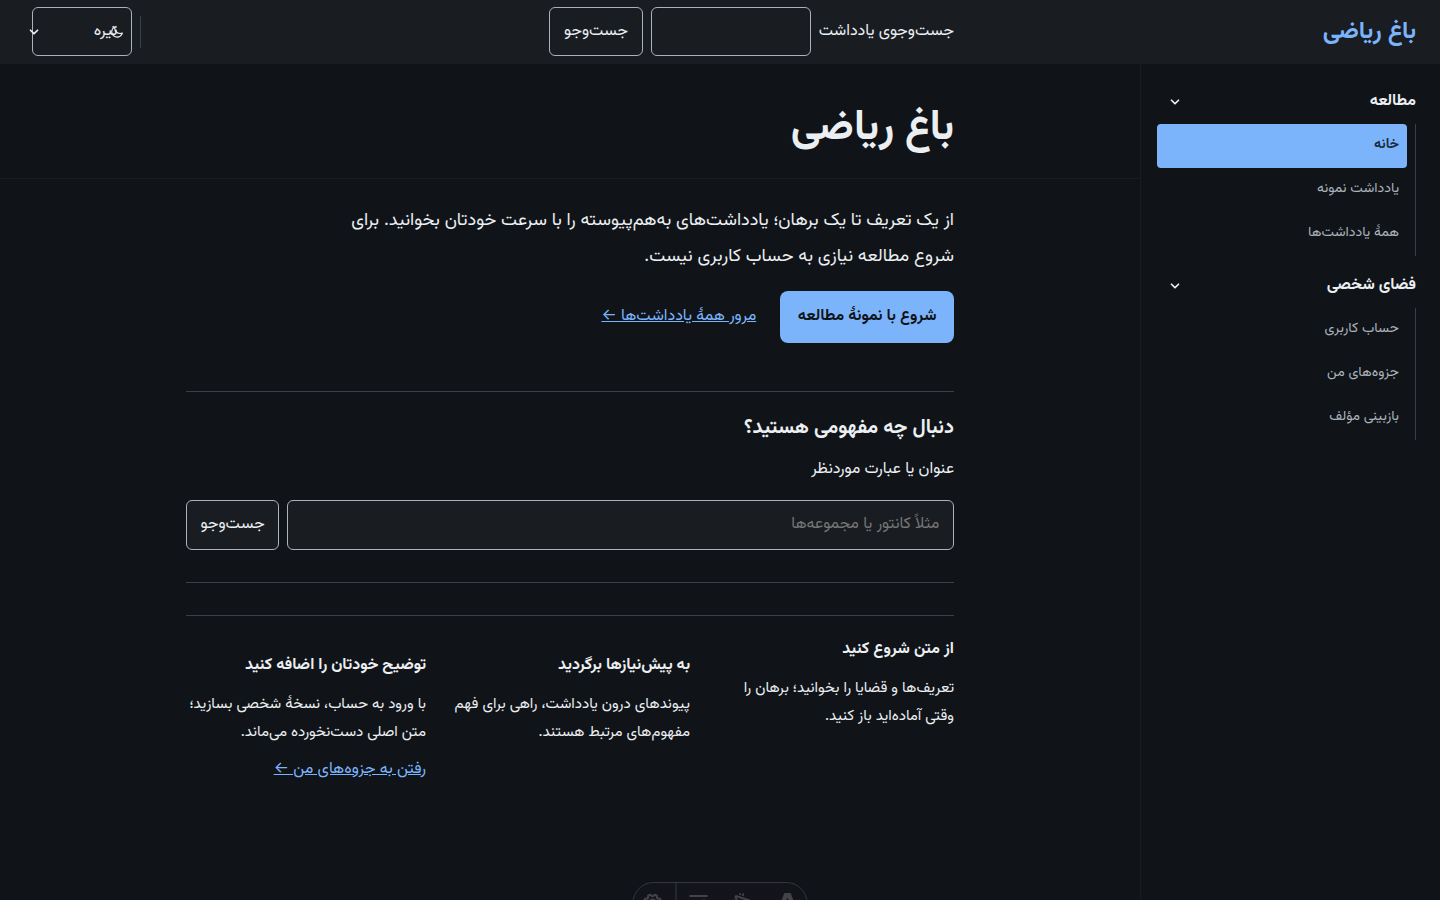 باغ ریاضی
جست‌وجوی یادداشت
جست‌وجو
تیره
مطالعه
خانه
یادداشت نمونه
همهٔ یادداشت‌ها
فضای شخصی
حساب کاربری
جزوه‌های من
بازبینی مؤلف
باغ ریاضی
از یک تعریف تا یک برهان؛ یادداشت‌های به‌هم‌پیوسته را با سرعت خودتان بخوانید. برای
شروع مطالعه نیازی به حساب کاربری نیست.
شروع با نمونهٔ مطالعه
مرور همهٔ یادداشت‌ها ←
دنبال چه مفهومی هستید؟
عنوان یا عبارت موردنظر
مثلاً کانتور یا مجموعه‌ها
جست‌وجو
از متن شروع کنید
تعریف‌ها و قضایا را بخوانید؛ برهان را
وقتی آماده‌اید باز کنید.
به پیش‌نیازها برگردید
پیوندهای درون یادداشت، راهی برای فهم
مفهوم‌های مرتبط هستند.
توضیح خودتان را اضافه کنید
با ورود به حساب، نسخهٔ شخصی بسازید؛
متن اصلی دست‌نخورده می‌ماند.
رفتن به جزوه‌های من ←